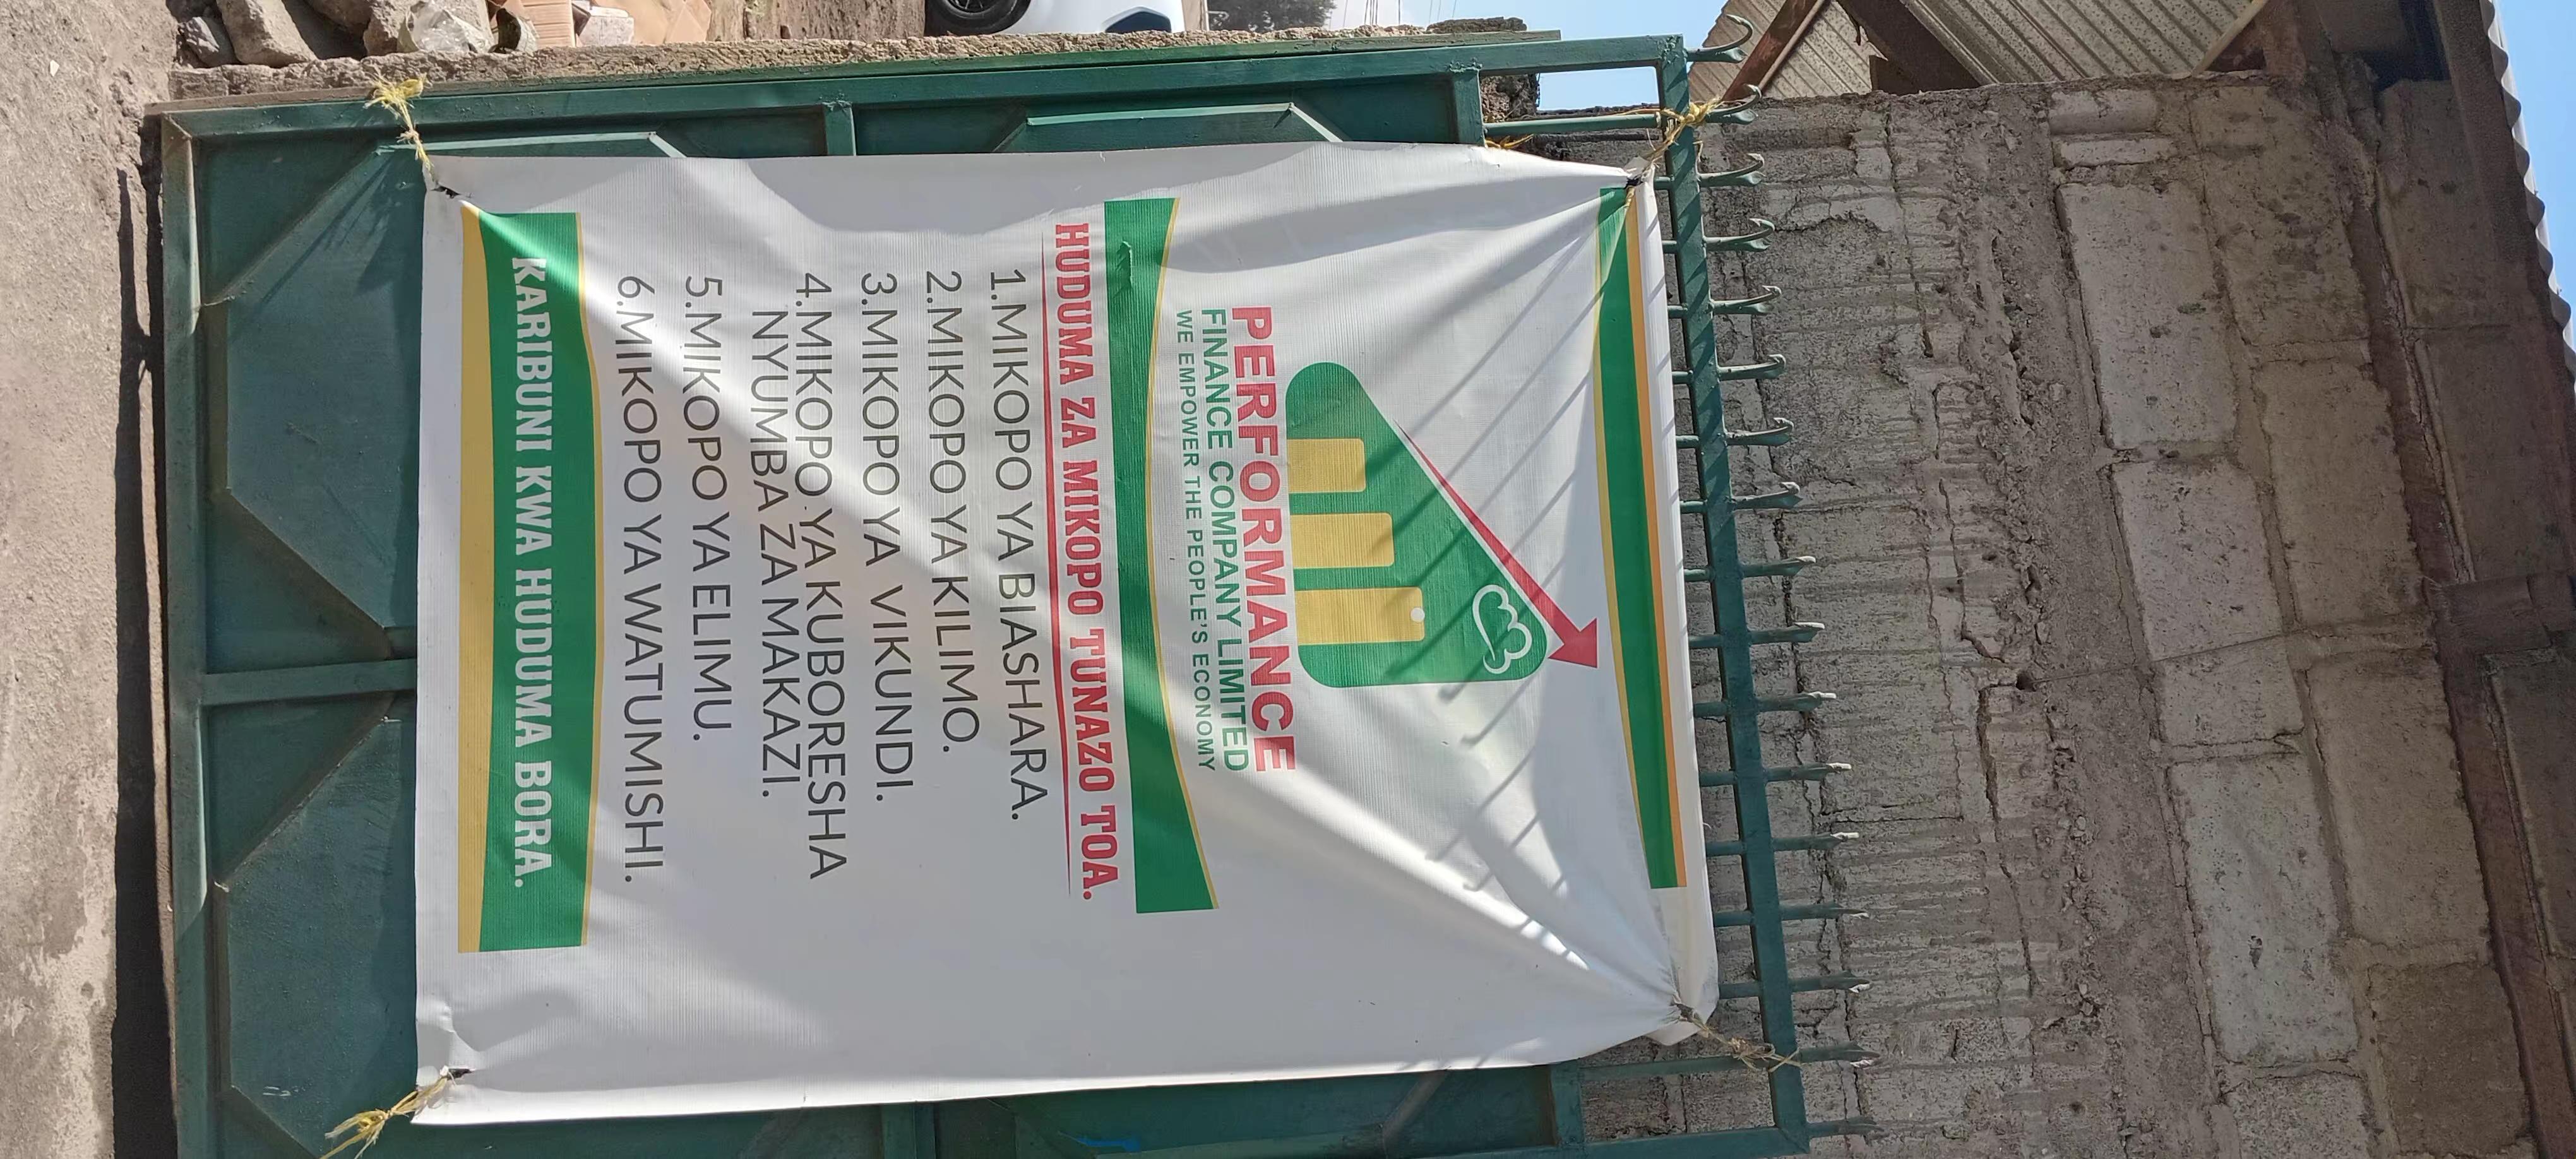 PERFORMANCE
FINANCE COMPANY LIMITED
WE EMPOWER THE PEOPLE'S ECONOMY
HUDUMA ZA MIKOPO TUNAZO TOA.
1.MIKOPO YA BIASHARA.
2.MIKOPO YA KILIMO.
3.MIKOPO YA VIKUNDI.
4.MIKOPO YA KUBORESHA
NYUMBA ZA MAKAZI.
5.MIKOPO YA ELIMU.
6.MIKOPO YA WATUMISHI.
KARIBUNI KWA HUDUMA BORA.